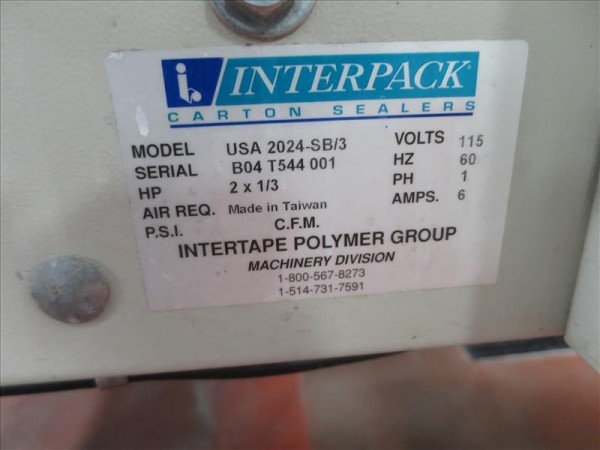 i. INTERPACK
CARTON SEALERS
MODEL USA 2024-SB/3 VOLTS 115
SERIAL B04 T544 001 HZ 60
HP 2 x 1/3 PH 1
AIR REQ. Made in Taiwan AMPS. 6
P.S.I. C.F.M.
INTERTAPE POLYMER GROUP
MACHINERY DIVISION
1-800-567-8273
1-514-731-7591